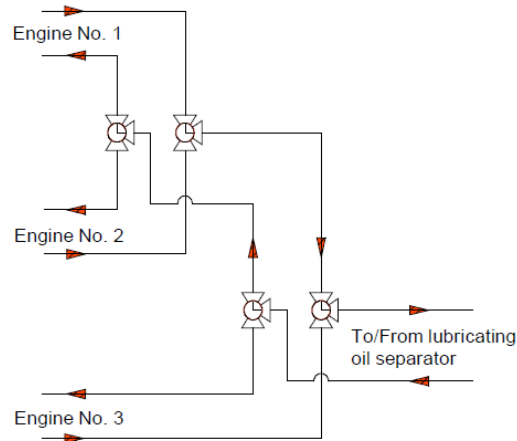 Engine No. 1
Engine No. 2
To/From lubricating
oil separator
Engine No. 3